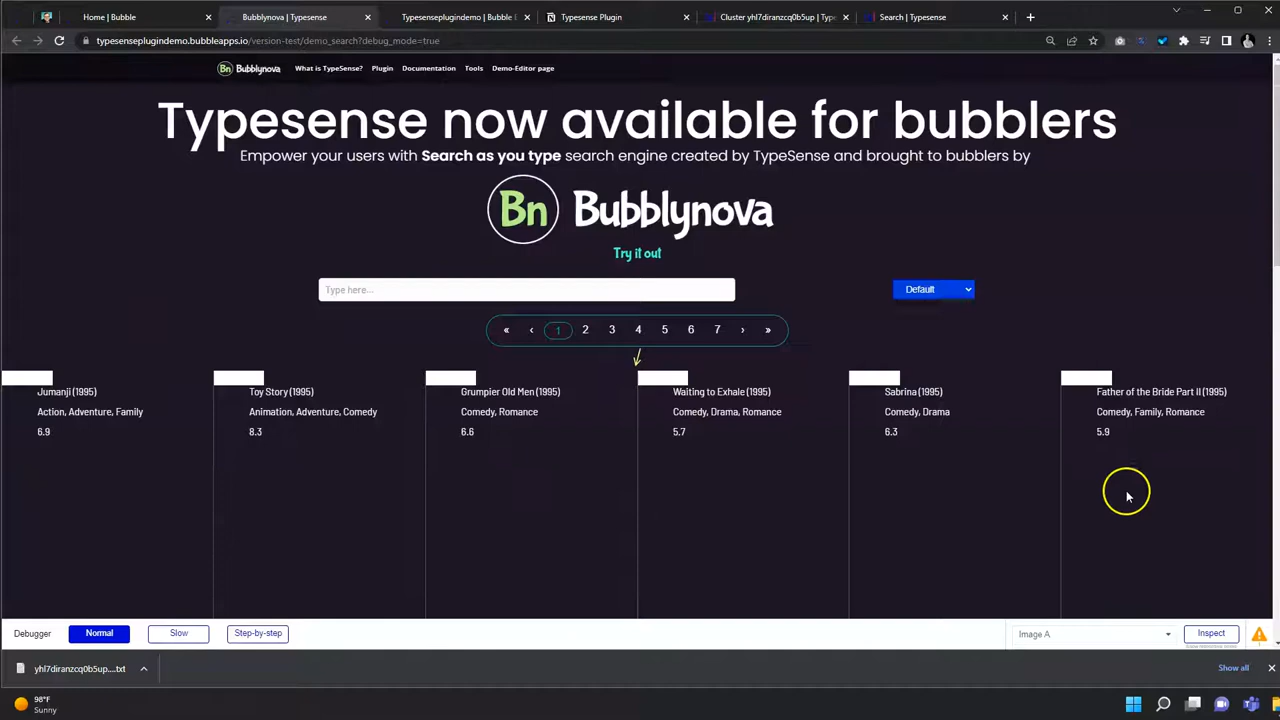 Home | Bubble
Bubblynova | Typesense
Typesenseplugindemo | Bubble
Typesense Plugin
Cluster yhl7diranzcq0b5up | Type
Search | Typesense
typesenseplugindemo.bubbleapps.io/version-test/demo_search?debug_mode=true
Bn Bubblynova What is TypeSense? Plugin Documentation Tools Demo-Editor page
Typesense now available for bubblers
Empower your users with Search as you type search engine created by TypeSense and brought to bubblers by
Bn Bubblynova
Try it out
Type here...
Default
« ‹ 1 2 3 4 5 6 7 › »
Jumanji (1995)
Action, Adventure, Family
6.9
Toy Story (1995)
Animation, Adventure, Comedy
8.3
Grumpier Old Men (1995)
Comedy, Romance
6.6
Waiting to Exhale (1995)
Comedy, Drama, Romance
5.7
Sabrina (1995)
Comedy, Drama
6.3
Father of the Bride Part II (1995)
Comedy, Family, Romance
5.9
Debugger Normal Slow Step-by-step Image A Inspect
yhl7diranzcq0b5up....txt
Show all
98°F
Sunny